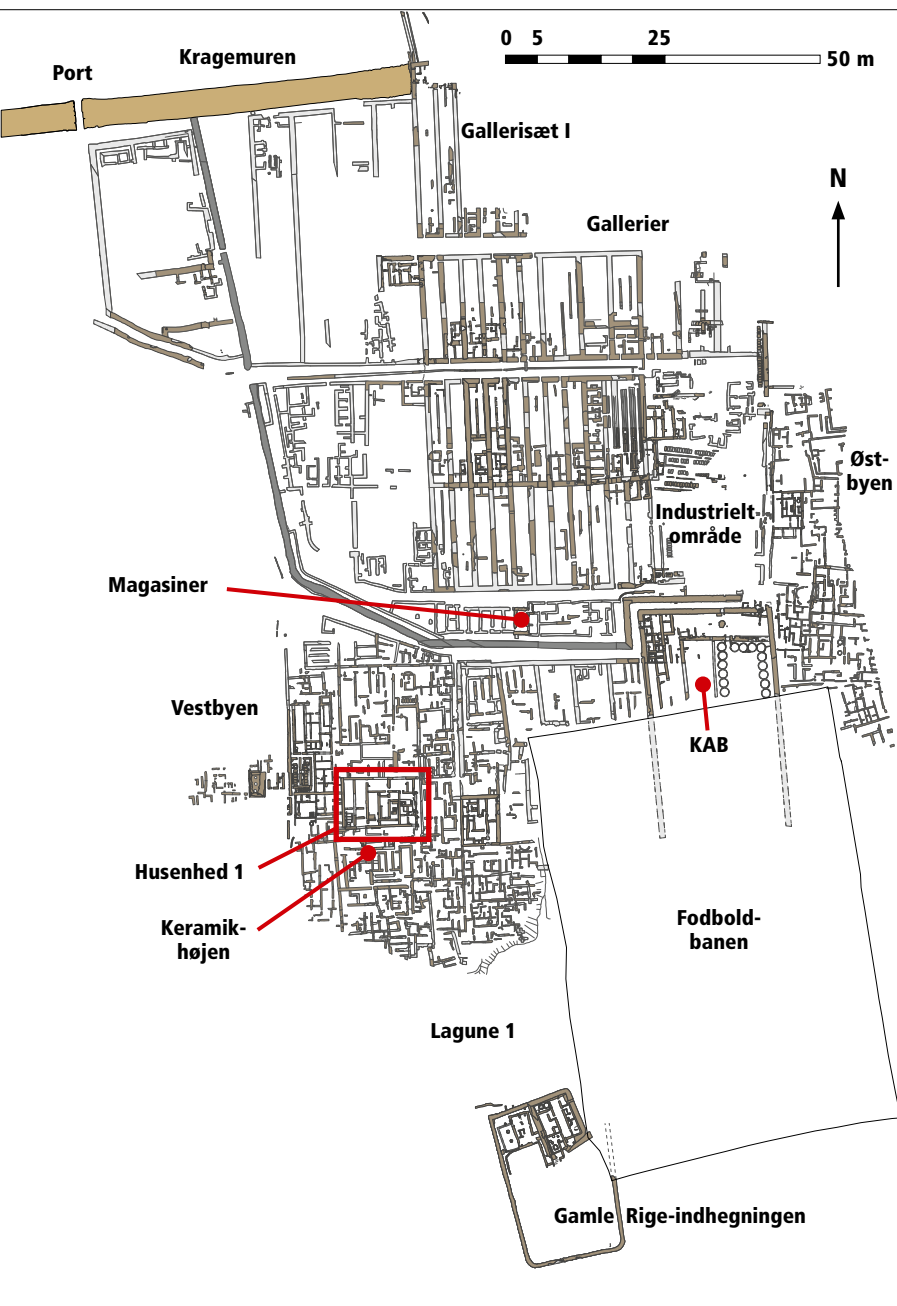 0 5 25
50 m
Kragemuren
Port
Gallerisæt I
N
Gallerier
Øst-
byen
Industrielt
område
Magasiner
Vestbyen
KAB
Husenhed 1
Keramik-
højen
Fodbold-
banen
Lagune 1
Gamle Rige-indhegningen